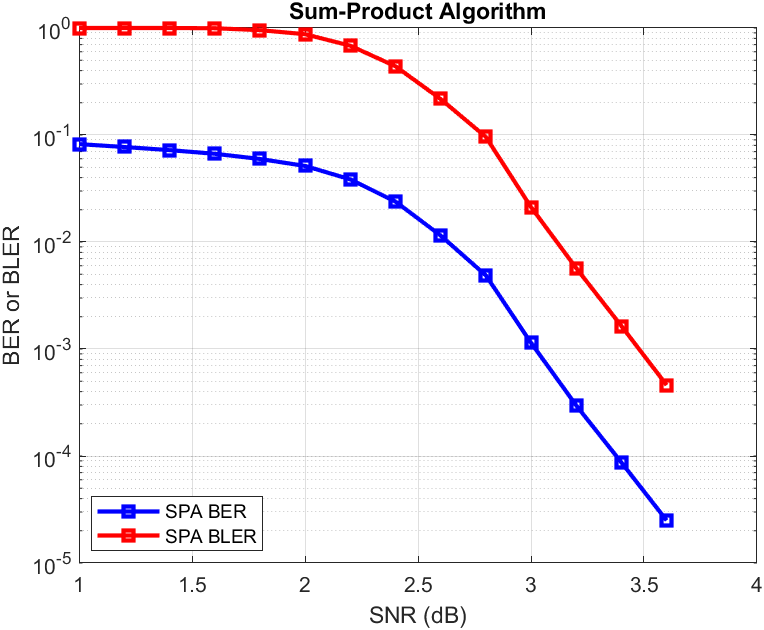 Sum-Product Algorithm
10^0
10^-1
10^-2
10^-3
10^-4
10^-5
BER or BLER
SPA BER
SPA BLER
1 1.5 2 2.5 3 3.5 4
SNR (dB)